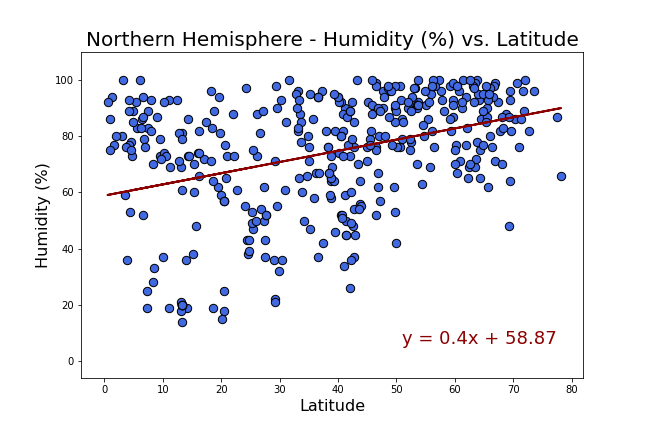 Northern Hemisphere - Humidity (%) vs. Latitude
Humidity (%)
100
80
60
40
20
0
y = 0.4x + 58.87
0 10 20 30 40 50 60 70 80
Latitude